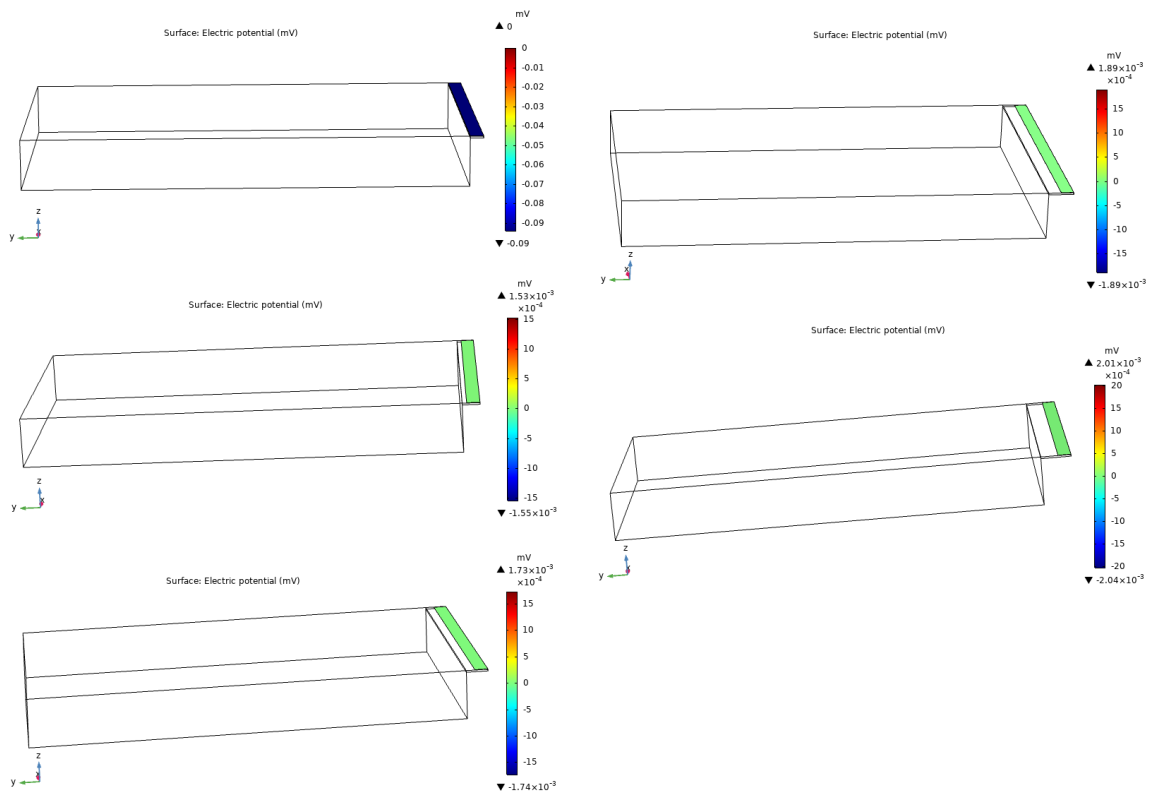 Surface: Electric potential (mV)
mV
▲ 0
0
-0.01
-0.02
-0.03
-0.04
-0.05
-0.06
-0.07
-0.08
-0.09
-0.09
▼ -0.09
z
y
Surface: Electric potential (mV)
mV
▲ 1.89×10⁻³
×10⁻⁴
15
10
5
0
-5
-10
-15
▼ -1.89×10⁻³
z
x
y
Surface: Electric potential (mV)
mV
▲ 1.53×10⁻³
×10⁻⁴
15
10
5
0
-5
-10
-15
▼ -1.55×10⁻³
z
x
y
Surface: Electric potential (mV)
mV
▲ 2.01×10⁻³
×10⁻⁴
20
15
10
5
0
-5
-10
-15
-20
▼ -2.04×10⁻³
z
x
y
Surface: Electric potential (mV)
mV
▲ 1.73×10⁻³
×10⁻⁴
15
10
5
0
-5
-10
-15
▼ -1.74×10⁻³
z
x
y